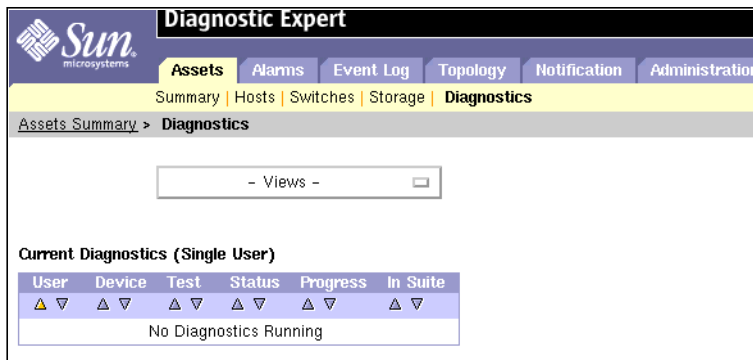 Diagnostic Expert
Sun
microsystems
Assets Alarms Event Log Topology Notification Administratio
Summary | Hosts | Switches | Storage | Diagnostics
Assets Summary > Diagnostics
- Views -
Current Diagnostics (Single User)
User Device Test Status Progress In Suite
No Diagnostics Running